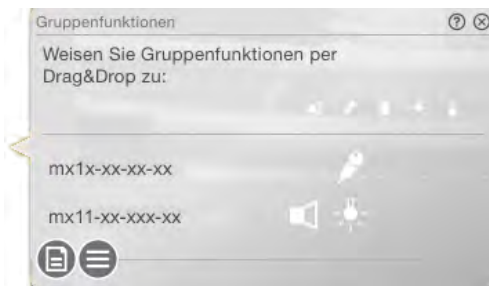 Gruppenfunktionen
Weisen Sie Gruppenfunktionen per
Drag&Drop zu:
mx1x-xx-xx-xx
mx11-xx-xxx-xx